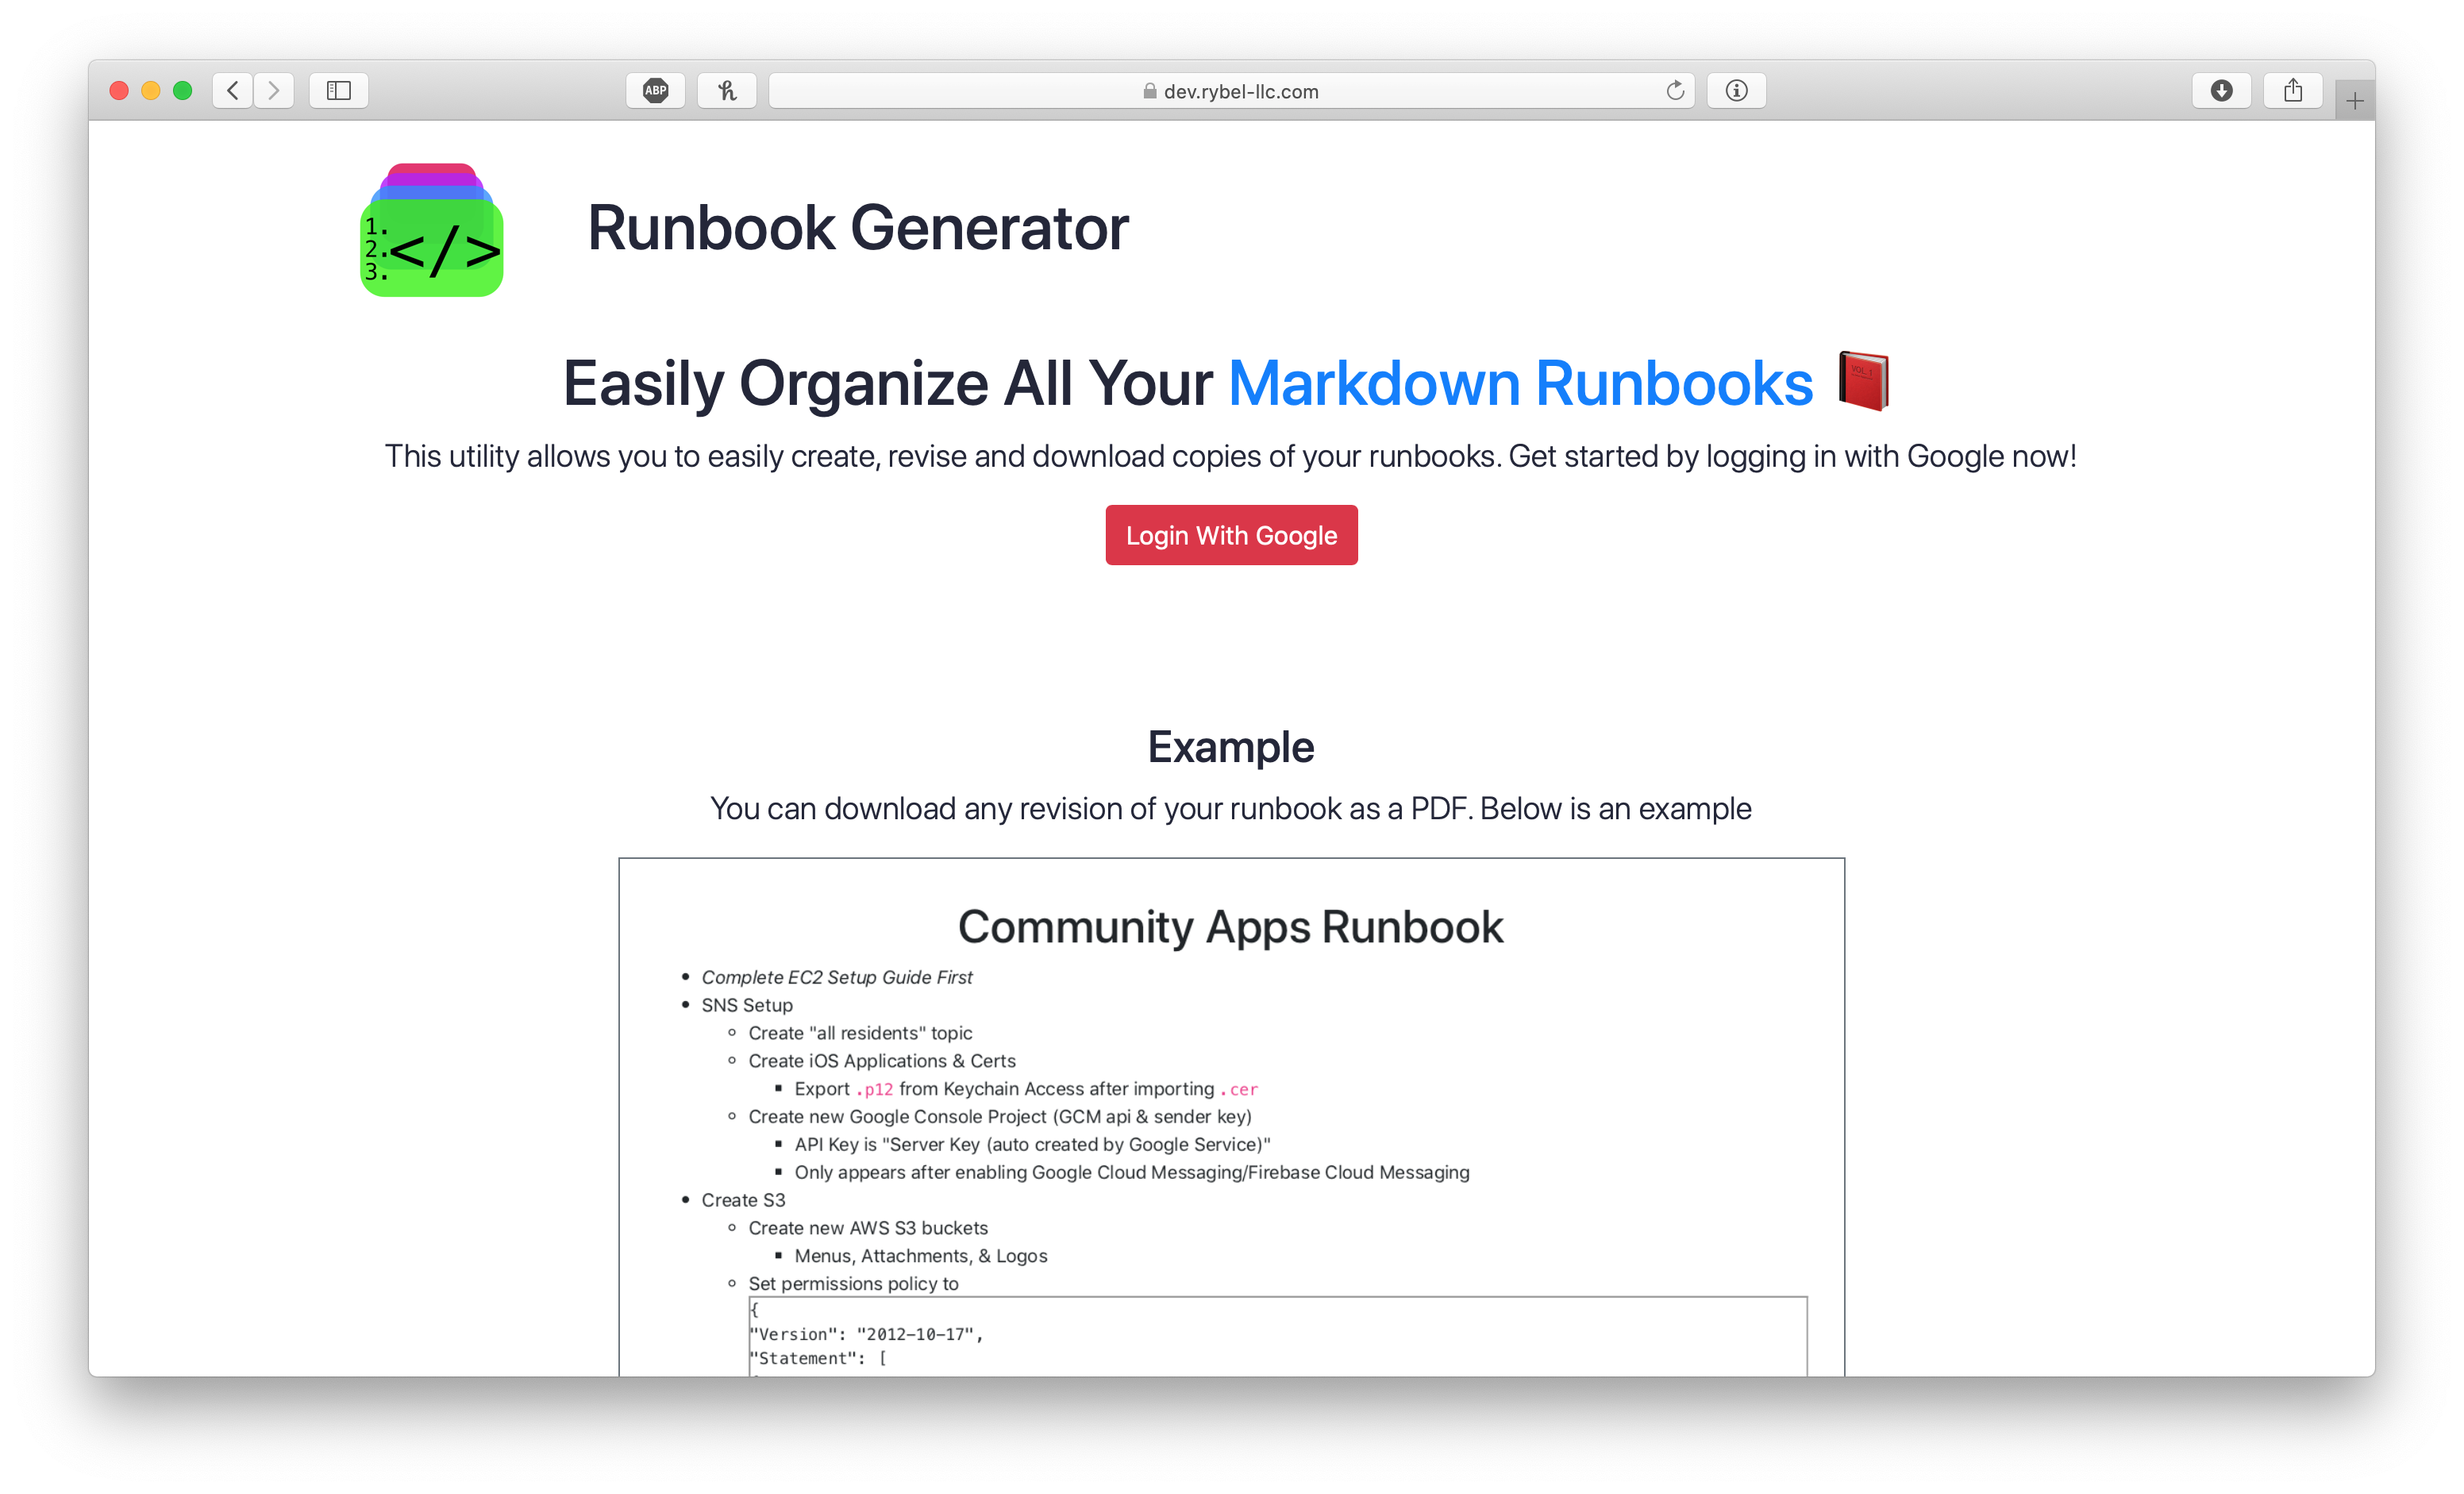 ABP
dev.rybel-llc.com
1.
2.
3.
</>
Runbook Generator
Easily Organize All Your Markdown Runbooks
VOL. 1
This utility allows you to easily create, revise and download copies of your runbooks. Get started by logging in with Google now!
Login With Google
Example
You can download any revision of your runbook as a PDF. Below is an example
Community Apps Runbook
• Complete EC2 Setup Guide First
• SNS Setup
◦ Create "all residents" topic
◦ Create iOS Applications & Certs
▪ Export .p12 from Keychain Access after importing .cer
◦ Create new Google Console Project (GCM api & sender key)
▪ API Key is "Server Key (auto created by Google Service)"
▪ Only appears after enabling Google Cloud Messaging/Firebase Cloud Messaging
• Create S3
◦ Create new AWS S3 buckets
▪ Menus, Attachments, & Logos
◦ Set permissions policy to
{
"Version": "2012-10-17",
"Statement": [